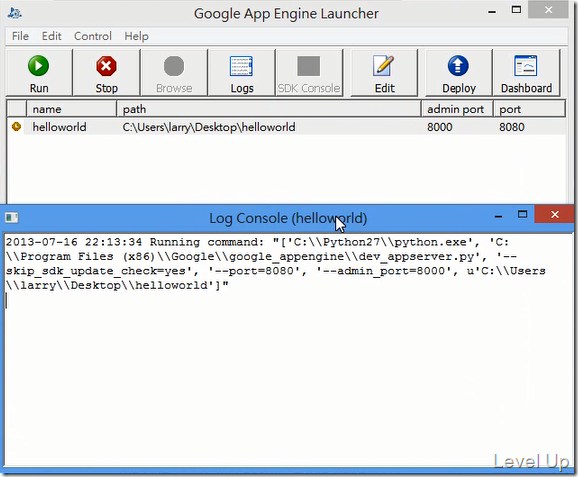 Google App Engine Launcher
File Edit Control Help
Run Stop Browse Logs SDK Console Edit Deploy Dashboard
name path admin port port
helloworld C:\Users\larry\Desktop\helloworld 8000 8080
Log Console (helloworld)
2013-07-16 22:13:34 Running command: "['C:\\Python27\\python.exe', 'C:
\\Program Files (x86)\\Google\\google_appengine\\dev_appserver.py', '--
skip_sdk_update_check=yes', '--port=8080', '--admin_port=8000', u'C:\\Users
\\larry\\Desktop\\helloworld']"
Level Up